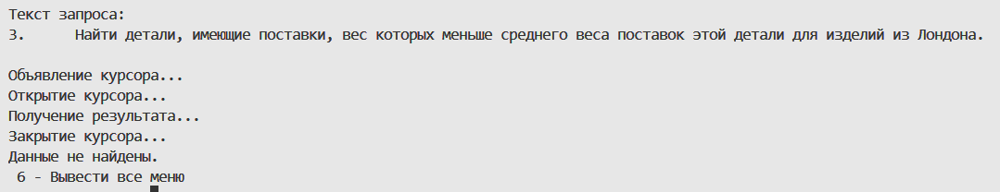 Текст запроса:
3. Найти детали, имеющие поставки, вес которых меньше среднего веса поставок этой детали для изделий из Лондона.
Объявление курсора...
Открытие курсора...
Получение результата...
Закрытие курсора...
Данные не найдены.
6 - Вывести все меню